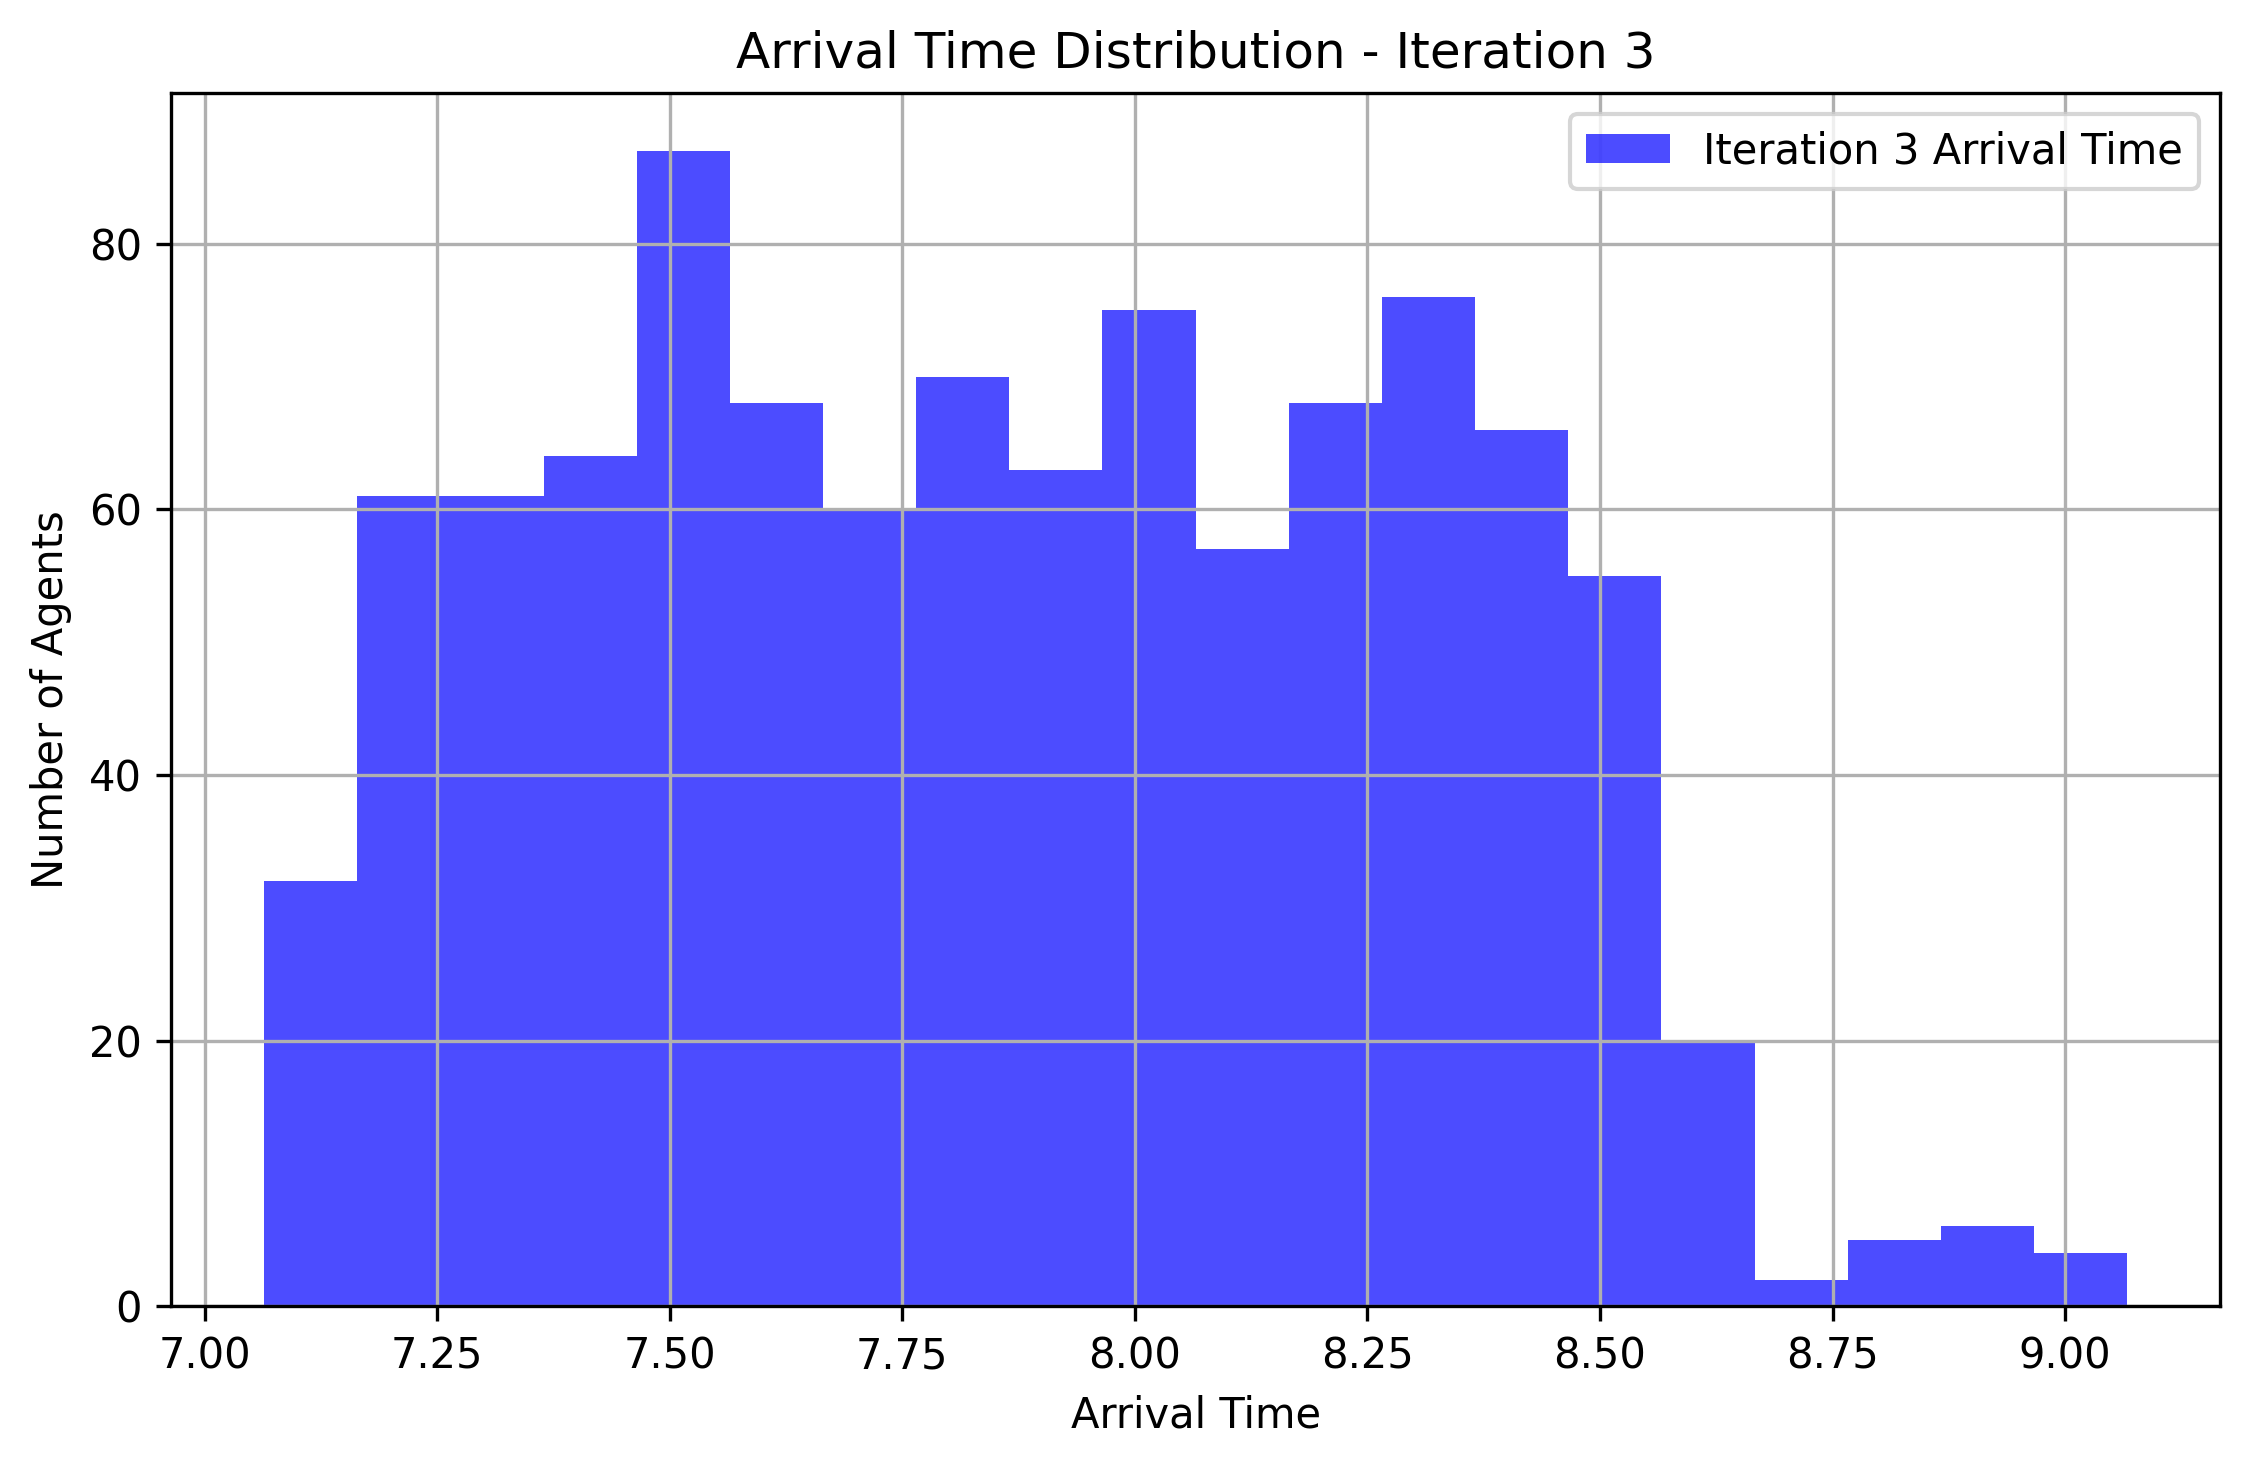 Arrival Time Distribution - Iteration 3
Iteration 3 Arrival Time
Number of Agents
80
60
40
20
0
7.00 7.25 7.50 7.75 8.00 8.25 8.50 8.75 9.00
Arrival Time